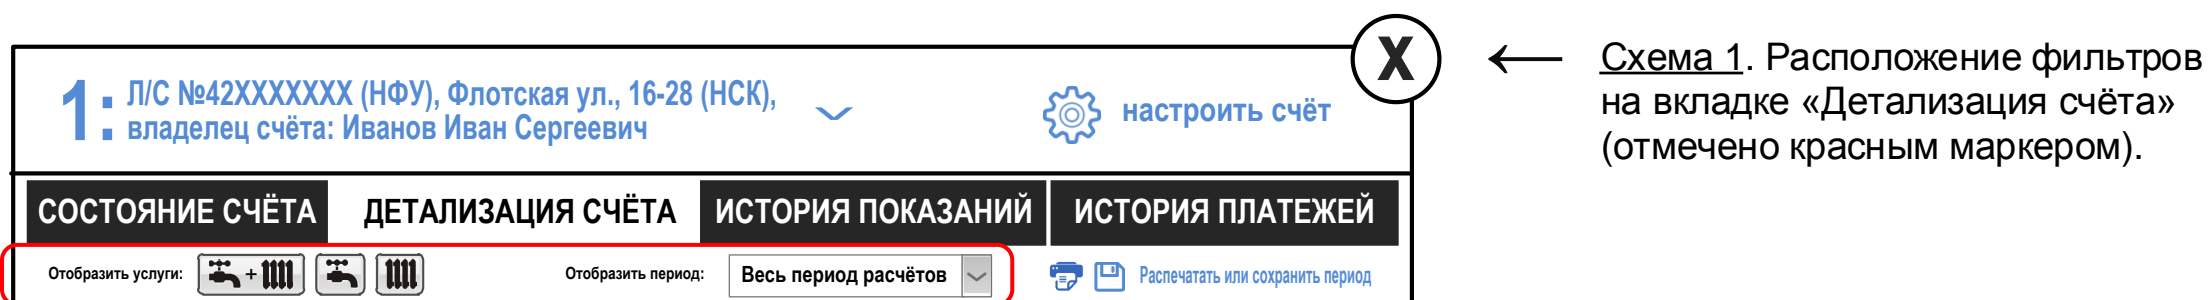 X
1: Л/С №42XXXXXXX (НФУ), Флотская ул., 16-28 (НСК),
владелец счёта: Иванов Иван Сергеевич
настроить счёт
← Схема 1. Расположение фильтров
на вкладке «Детализация счёта»
(отмечено красным маркером).
СОСТОЯНИЕ СЧЁТА ДЕТАЛИЗАЦИЯ СЧЁТА ИСТОРИЯ ПОКАЗАНИЙ ИСТОРИЯ ПЛАТЕЖЕЙ
Отобразить услуги: + Отобразить период: Весь период расчётов Распечатать или сохранить период